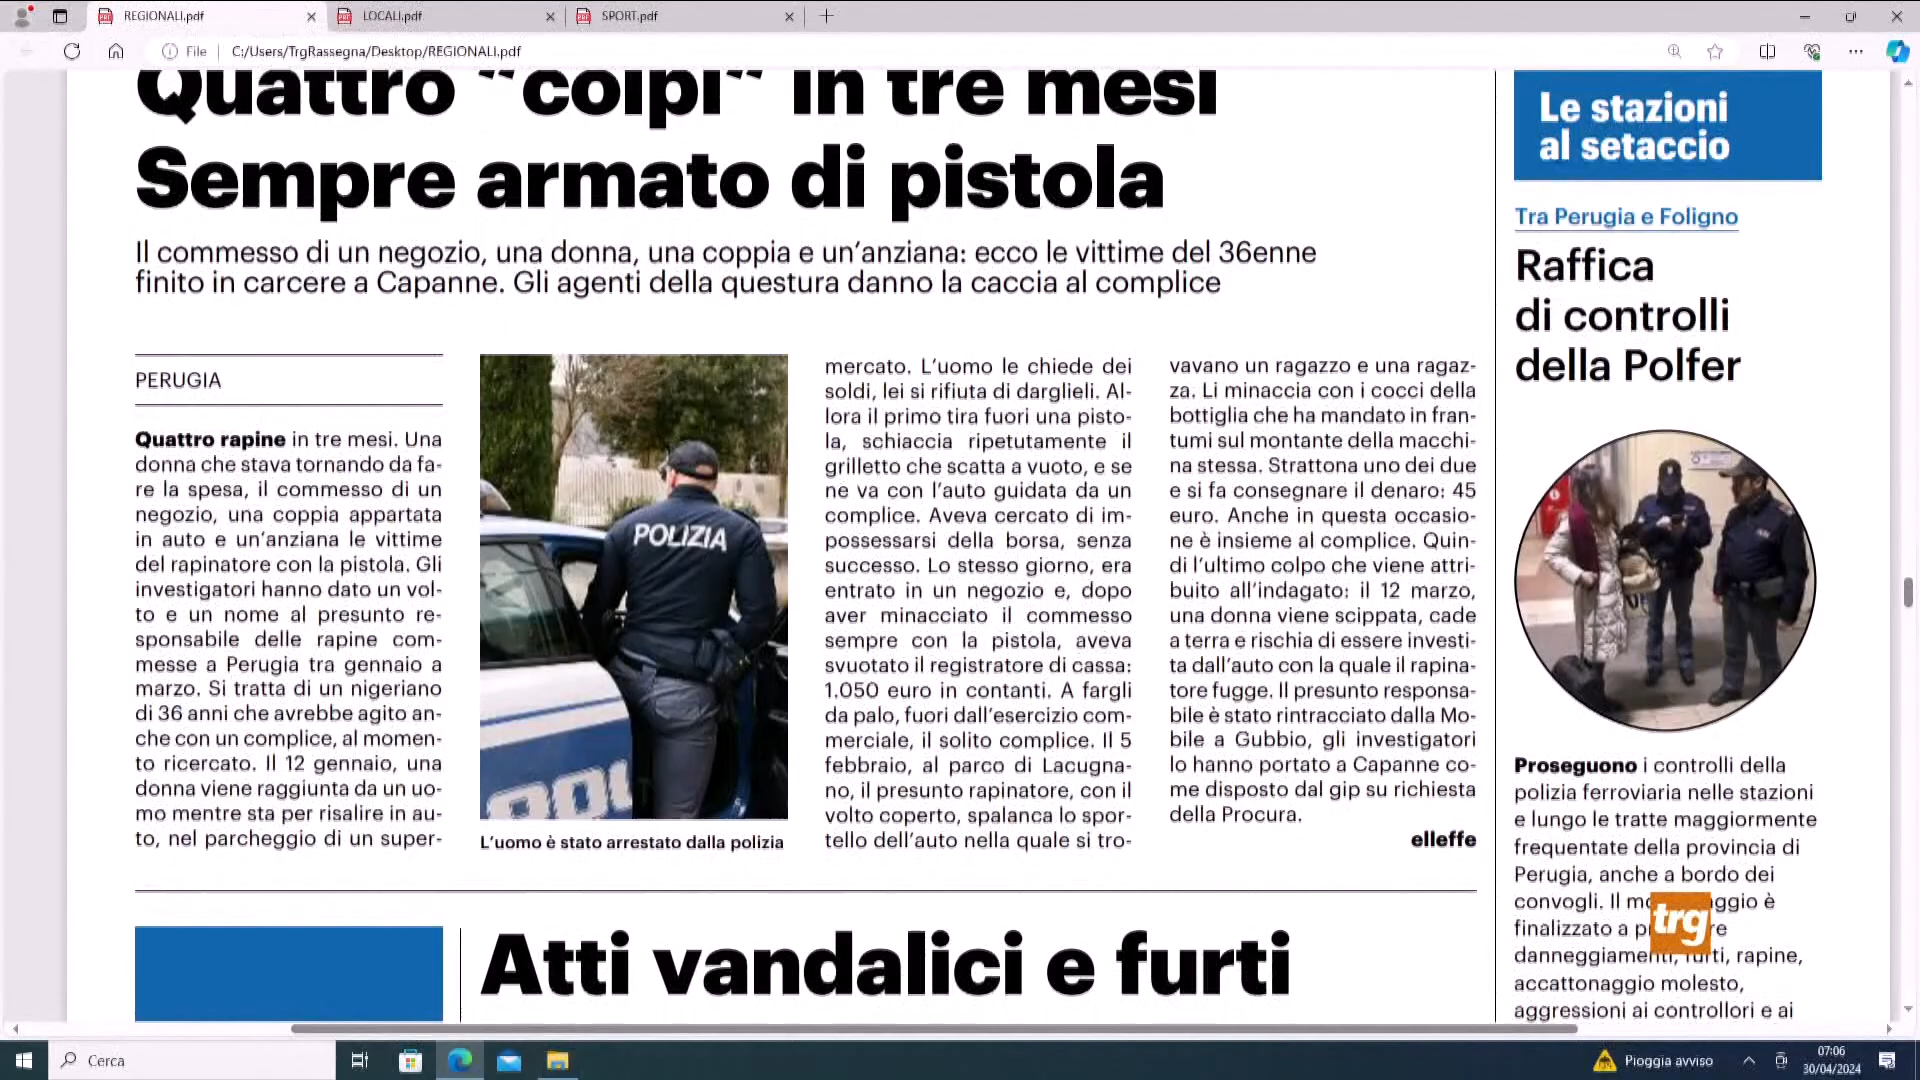 REGIONALI.pdf
LOCALI.pdf
SPORT.pdf
File
C:/Users/TrgRassegna/Desktop/REGIONALI.pdf
Quattro "colpi" in tre mesi
Sempre armato di pistola
Il commesso di un negozio, una donna, una coppia e un'anziana: ecco le vittime del 36enne
finito in carcere a Capanne. Gli agenti della questura danno la caccia al complice
PERUGIA
Quattro rapine in tre mesi. Una
donna che stava tornando da fa-
re la spesa, il commesso di un
negozio, una coppia appartata
in auto e un'anziana le vittime
del rapinatore con la pistola. Gli
investigatori hanno dato un vol-
to e un nome al presunto re-
sponsabile delle rapine com-
messe a Perugia tra gennaio a
marzo. Si tratta di un nigeriano
di 36 anni che avrebbe agito an-
che con un complice, al momen-
to ricercato. Il 12 gennaio, una
donna viene raggiunta da un uo-
mo mentre sta per risalire in au-
to, nel parcheggio di un super-
POLIZIA
L'uomo è stato arrestato dalla polizia
mercato. L'uomo le chiede dei
soldi, lei si rifiuta di darglieli. Al-
lora il primo tira fuori una pisto-
la, schiaccia ripetutamente il
grilletto che scatta a vuoto, e se
ne va con l'auto guidata da un
complice. Aveva cercato di im-
possessarsi della borsa, senza
successo. Lo stesso giorno, era
entrato in un negozio e, dopo
aver minacciato il commesso
sempre con la pistola, aveva
svuotato il registratore di cassa:
1.050 euro in contanti. A fargli
da palo, fuori dall'esercizio com-
merciale, il solito complice. Il 5
febbraio, al parco di Lacugna-
no, il presunto rapinatore, con il
volto coperto, spalanca lo spor-
tello dell'auto nella quale si tro-
vavano un ragazzo e una ragaz-
za. Li minaccia con i cocci della
bottiglia che ha mandato in fran-
tumi sul montante della macchi-
na stessa. Strattona uno dei due
e si fa consegnare il denaro: 45
euro. Anche in questa occasio-
ne è insieme al complice. Quin-
di l'ultimo colpo che viene attri-
buito all'indagato: il 12 marzo,
una donna viene scippata, cade
a terra e rischia di essere investi-
ta dall'auto con la quale il rapina-
tore fugge. Il presunto responsa-
bile è stato rintracciato dalla Mo-
bile a Gubbio, gli investigatori
lo hanno portato a Capanne co-
me disposto dal gip su richiesta
della Procura.
elleffe
Atti vandalici e furti
Le stazioni
al setaccio
Tra Perugia e Foligno
Raffica
di controlli
della Polfer
Proseguono i controlli della
polizia ferroviaria nelle stazioni
e lungo le tratte maggiormente
frequentate della provincia di
Perugia, anche a bordo dei
convogli. Il è
finalizzato a
danneggiamenti, furti, rapine,
accattonaggio molesto,
aggressioni ai controllori e ai
trg
Cerca
Pioggia avviso
07:06
30/04/2024